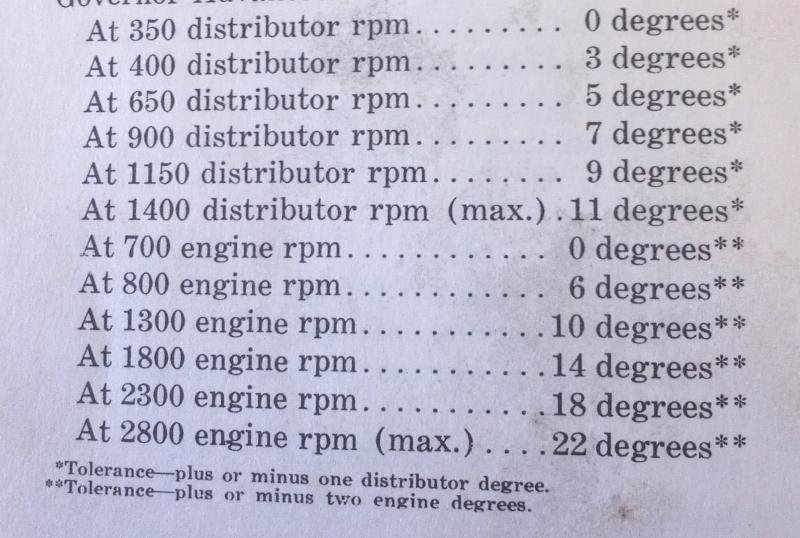 Governor
At 350 distributor rpm......... 0 degrees*
At 400 distributor rpm......... 3 degrees*
At 650 distributor rpm......... 5 degrees*
At 900 distributor rpm......... 7 degrees*
At 1150 distributor rpm........ 9 degrees*
At 1400 distributor rpm (max.) .11 degrees*
At 700 engine rpm............ 0 degrees**
At 800 engine rpm............ 6 degrees**
At 1300 engine rpm...........10 degrees**
At 1800 engine rpm...........14 degrees**
At 2300 engine rpm...........18 degrees**
At 2800 engine rpm (max.) ....22 degrees**
*Tolerance—plus or minus one distributor degree.
**Tolerance—plus or minus two engine degrees.